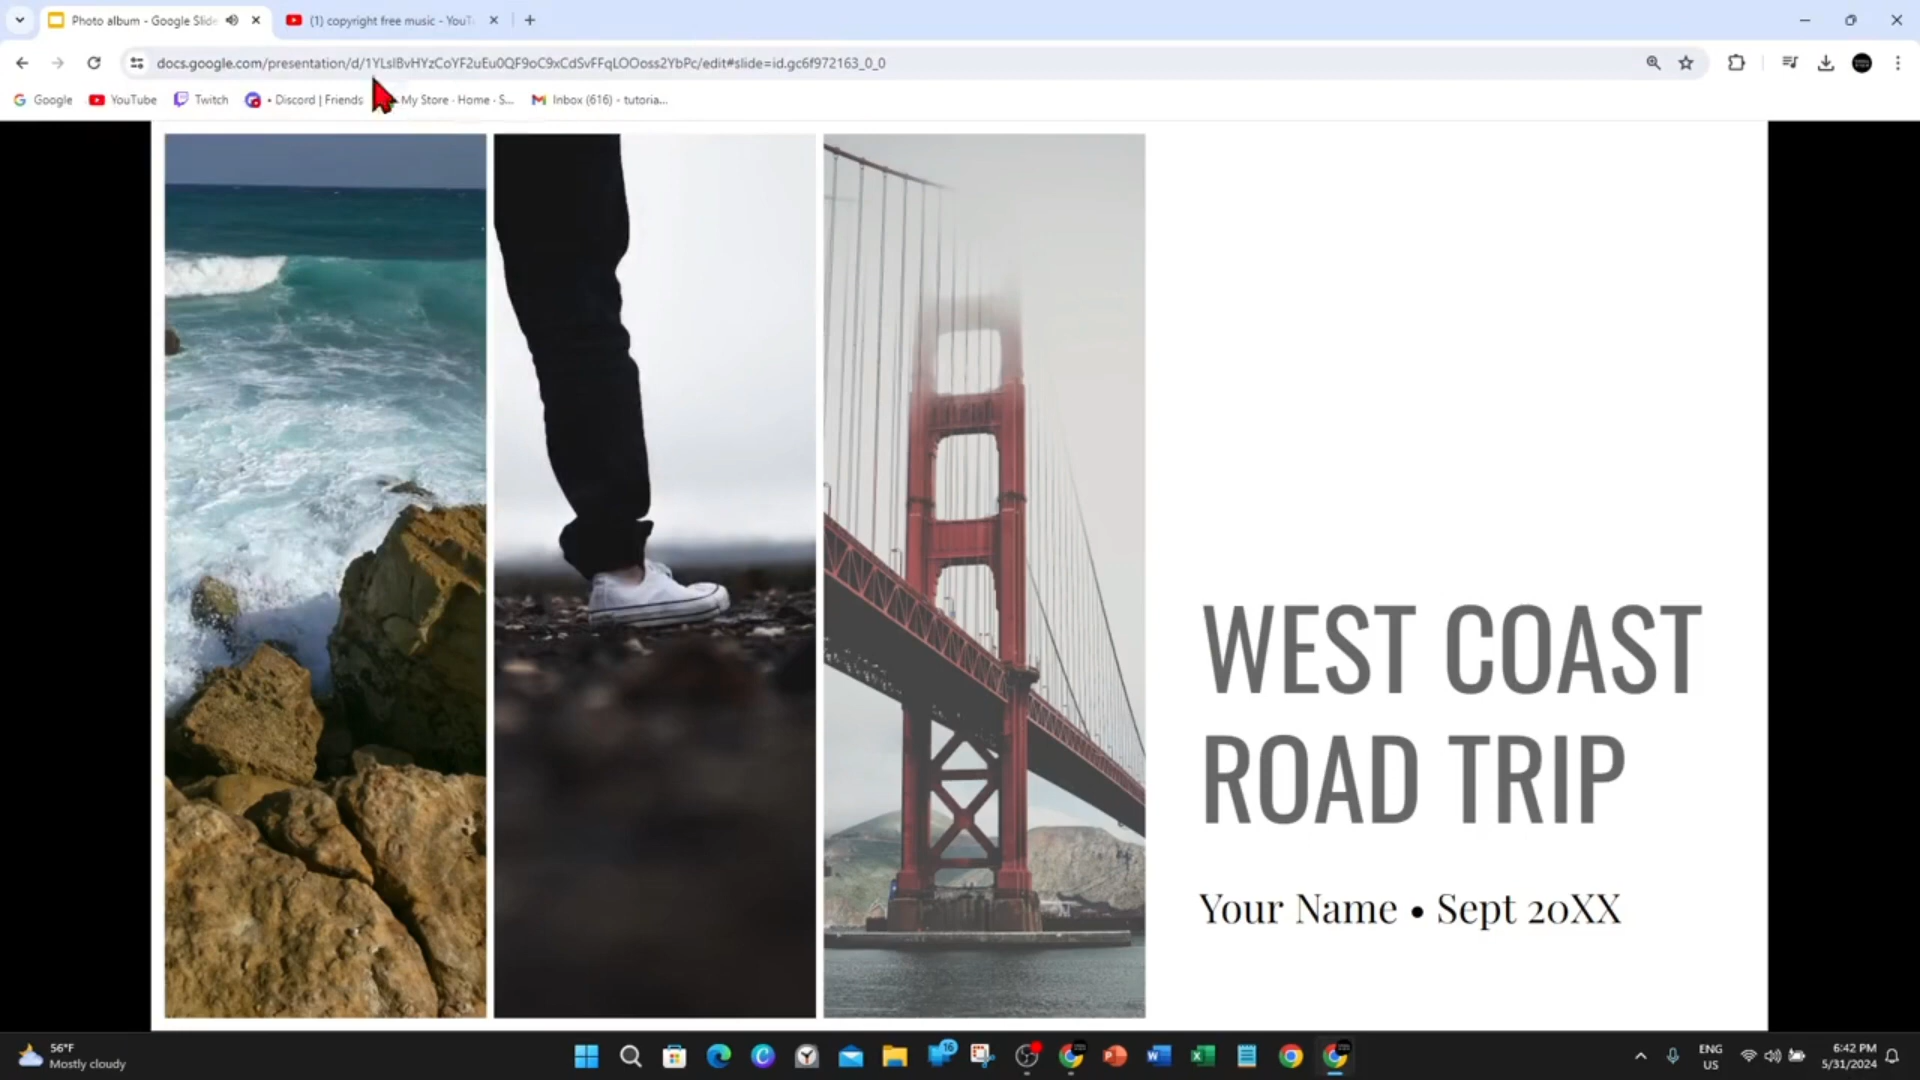 Photo album - Google Slide
(1) copyright free music - YouT
docs.google.com/presentation/d/1YLsIBvHYzCoYF2uEu0QF9oC9xCdSvFFqLOOoss2YbPc/edit#slide=id.gc6f972163_0_0
Google
YouTube
Twitch
• Discord | Friends
My Store · Home · S...
Inbox (616) - tutoria...
WEST COAST
ROAD TRIP
Your Name • Sept 20XX
56°F
Mostly cloudy
16
ENG
US
6:42 PM
5/31/2024